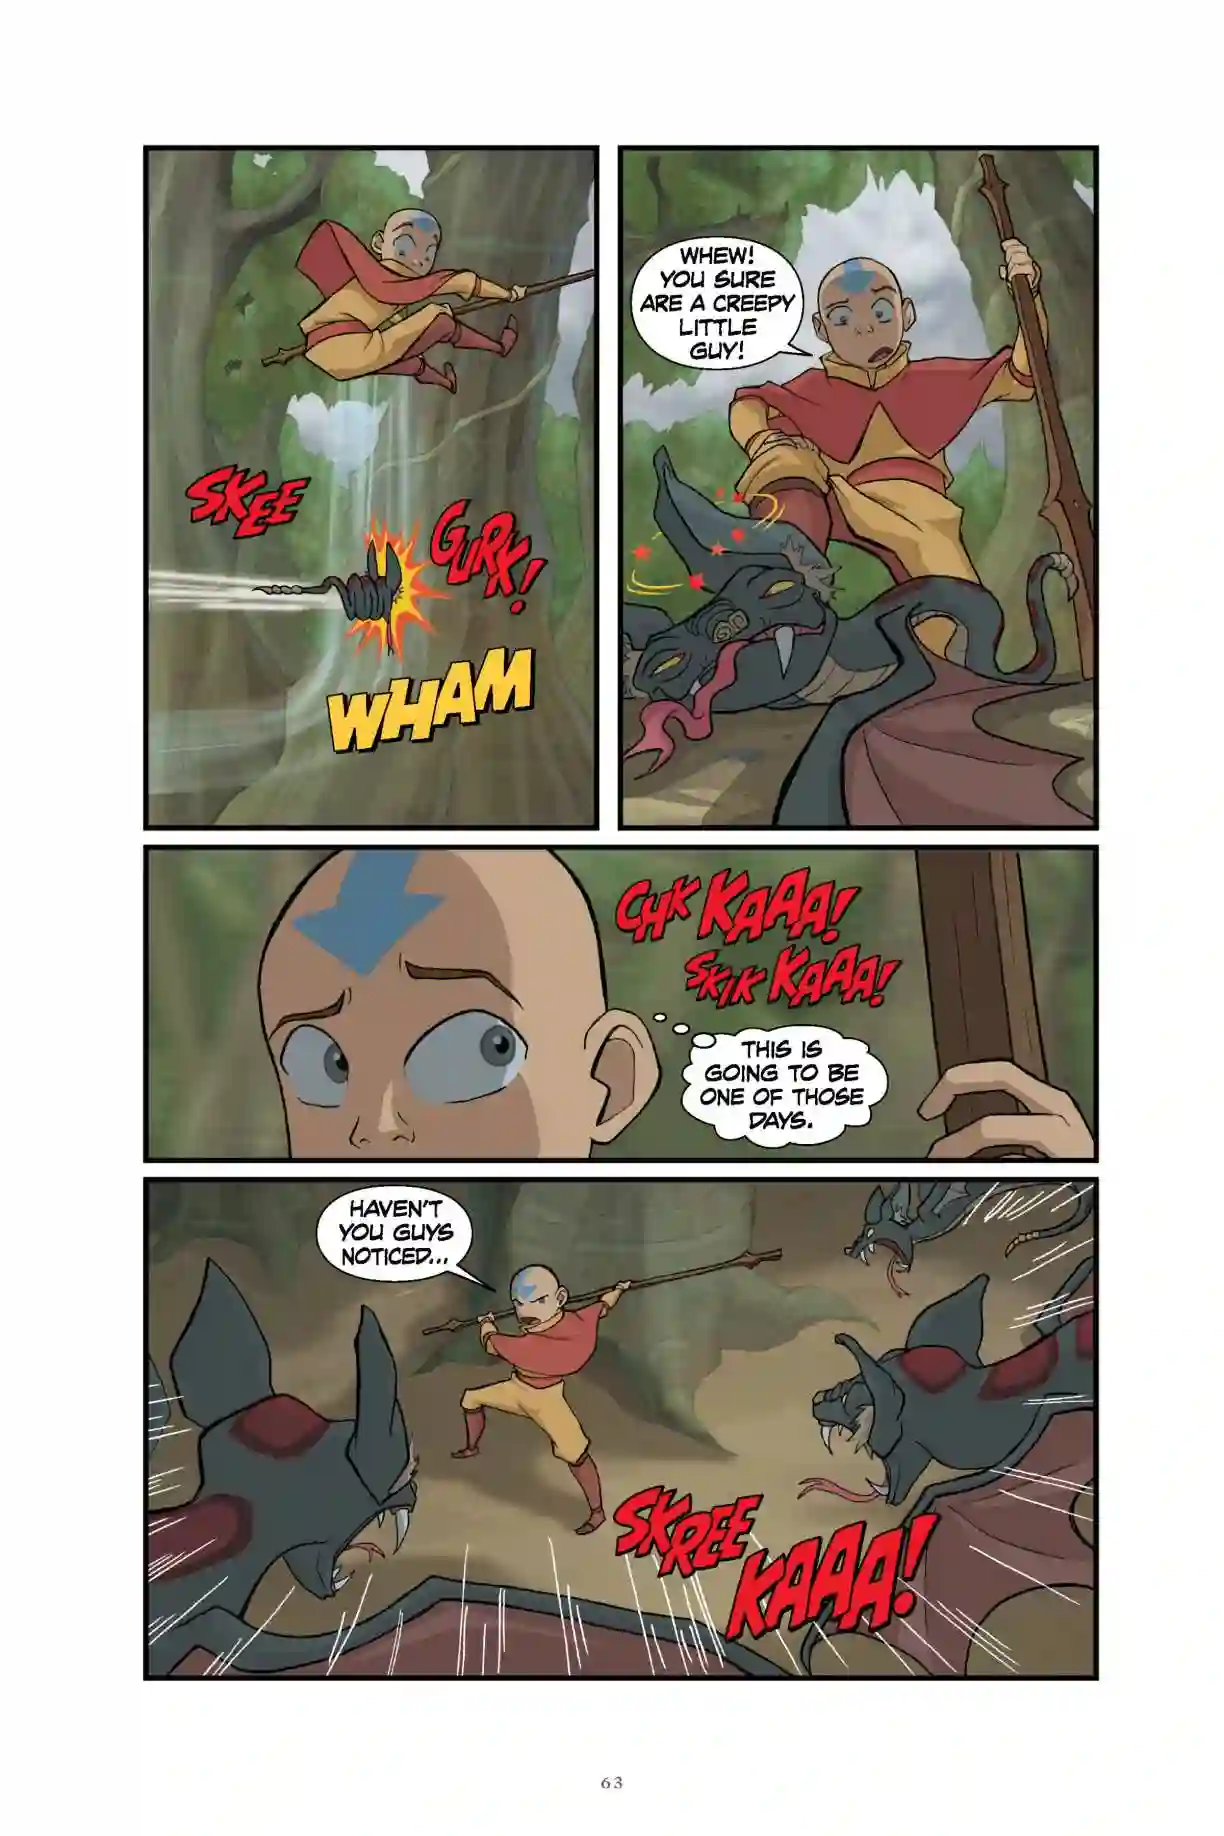 SKEE
GURK!
WHAM
WHEW!
YOU SURE
ARE A CREEPY
LITTLE
GUY!
CHK KAAA!
SKIK KAAA!
THIS IS
GOING TO BE
ONE OF THOSE
DAYS.
HAVEN'T
YOU GUYS
NOTICED...
SKREE
KAAA!
63